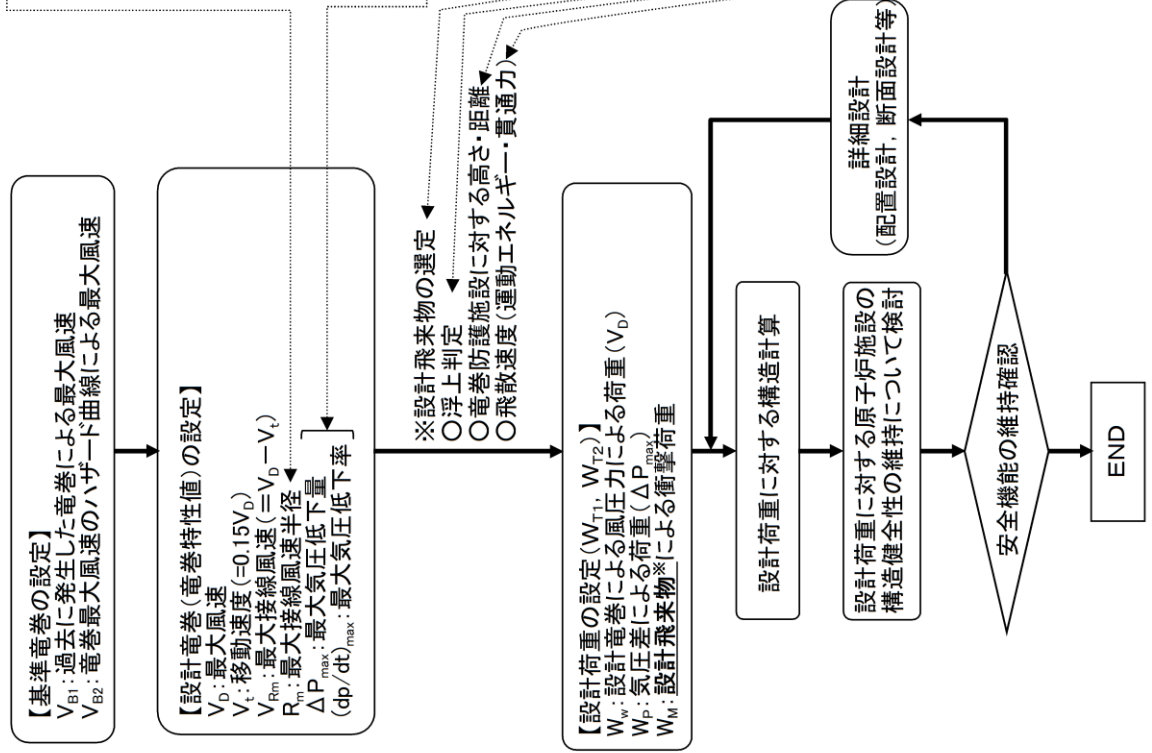 【基準竜巻の設定】
V_B1：過去に発生した竜巻による最大風速
V_B2：竜巻最大風速のハザード曲線による最大風速
【設計竜巻(竜巻特性値)の設定】
V_D：最大風速
V_t：移動速度(=0.15V_D)
V_Rm：最大接線風速(＝V_D－V_t)
R_m：最大接線風速半径
ΔP_max：最大気圧低下量
(dp/dt)_max：最大気圧低下率
※設計飛来物の選定
○浮上判定
○竜巻防護施設に対する高さ・距離
○飛散速度(運動エネルギー・貫通力)
【設計荷重の設定(W_T1, W_T2)】
W_w：設計竜巻による風圧力による荷重(V_D)
W_P：気圧差による荷重(ΔP_max)
W_M：設計飛来物※による衝撃荷重
設計荷重に対する構造計算
設計荷重に対する原子炉施設の
構造健全性の維持について検討
安全機能の維持確認
詳細設計
(配置設計，断面設計等)
END